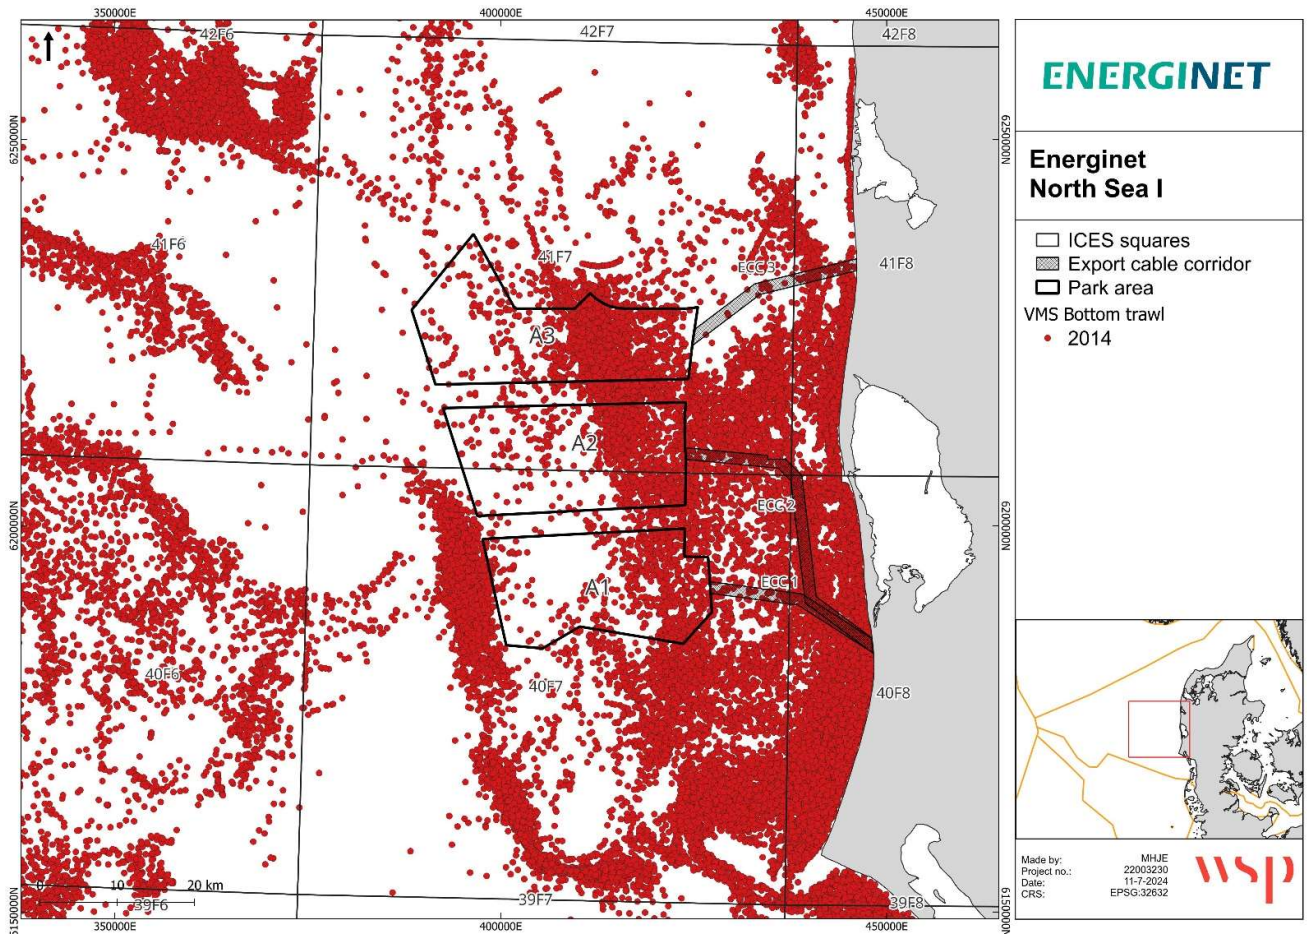 350000E
400000E
450000E
42F6
42F7
42F8
6250000N
6250000N
41F6
41F7
ECC 3
41F8
A3
A2
6200000N
ECC 2
6200000N
A1
ECC 1
40F6
40F7
40F8
0 10 20 km
39F6
39F7
39F8
6150000N
6150000N
350000E
400000E
450000E
ENERGINET
Energinet
North Sea I
ICES squares
Export cable corridor
Park area
VMS Bottom trawl
2014
Made by: MHJE
Project no.: 22003230
Date: 11-7-2024
CRS: EPSG:32632
wsp